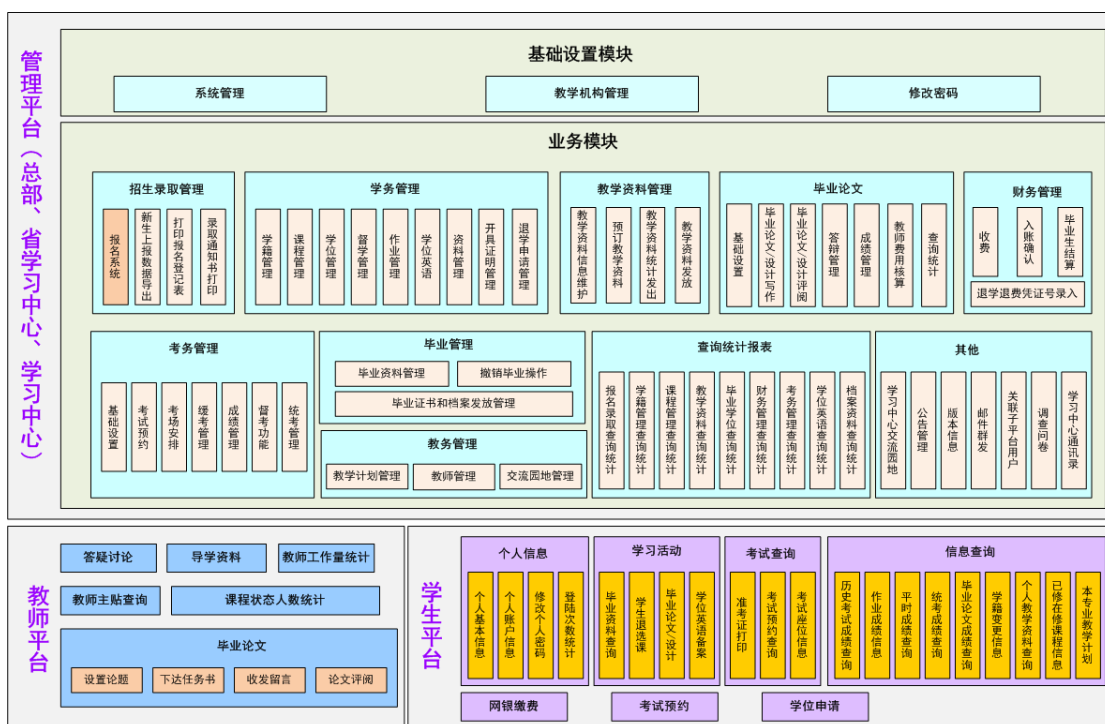 管理平台（总部、省学习中心、学习中心）
基础设置模块
系统管理
教学机构管理
修改密码
业务模块
招生录取管理
报名系统
新生上报数据导出
打印报名登记表
录取通知书打印
学务管理
学籍管理
课程管理
学位管理
督学管理
作业管理
学位英语
资料管理
开具证明管理
退学申请管理
教学资料管理
教学资料信息维护
预订教学资料
教学资料统计发出
教学资料发放
毕业论文
基础设置
毕业论文/设计写作
毕业论文/设计评阅
答辩管理
成绩管理
教师费用核算
查询统计
财务管理
收费
入账确认
毕业生结算
退学退费凭证号录入
考务管理
基础设置
考试预约
考场安排
缓考管理
成绩管理
督考功能
统考管理
毕业管理
毕业资料管理
撤销毕业操作
毕业证书和档案发放管理
教务管理
教学计划管理
教师管理
交流园地管理
查询统计报表
报名录取查询统计
学籍管理查询统计
课程管理查询统计
教学资料查询统计
毕业学位查询统计
财务管理查询统计
考务管理查询统计
学位英语查询统计
档案资料查询统计
其他
学习中心交流园地
公告管理
版本信息
邮件群发
关联子平台用户
调查问卷
学习中心通讯录
教师平台
答疑讨论
导学资料
教师工作量统计
教师主贴查询
课程状态人数统计
毕业论文
设置论题
下达任务书
收发留言
论文评阅
学生平台
个人信息
个人基本信息
个人账户信息
修改个人密码
登陆次数统计
学习活动
毕业资料查询
学生退选课
毕业论文/设计
学位英语备案
考试查询
准考证打印
考试预约查询
考试座位信息
信息查询
历史考试成绩查询
作业成绩信息
平时成绩查询
统考成绩查询
毕业论文成绩查询
学籍变更信息
个人教学资料查询
已修在修课程信息
本专业教学计划
网银缴费
考试预约
学位申请